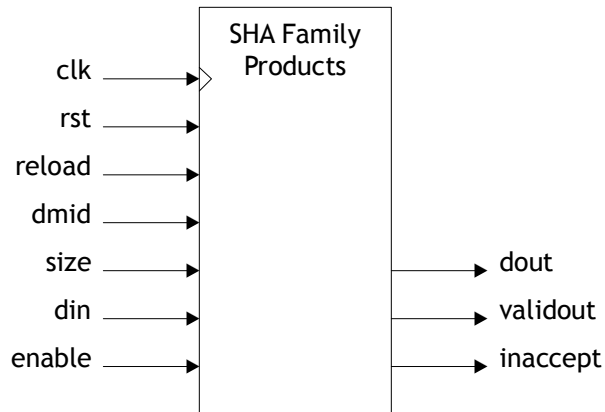 SHA Family
Products
clk
rst
reload
dmid
size
din
enable
dout
validout
inaccept